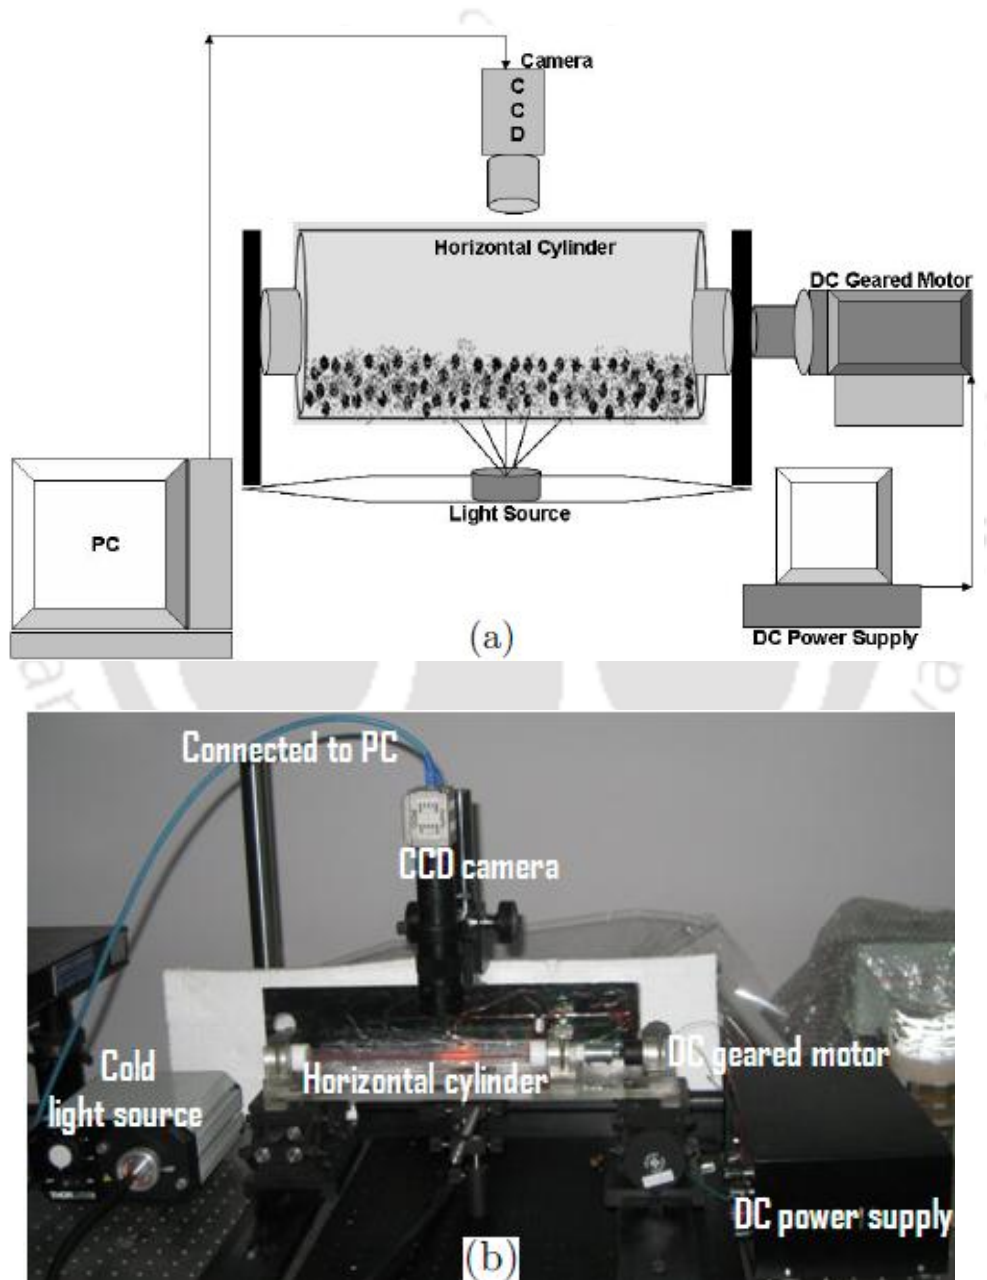 Camera
C
C
D
Horizontal Cylinder
DC Geared Motor
Light Source
PC
DC Power Supply
(a)
Connected to PC
CCD camera
Cold
light source
Horizontal cylinder
DC geared motor
DC power supply
THORLABS
(b)